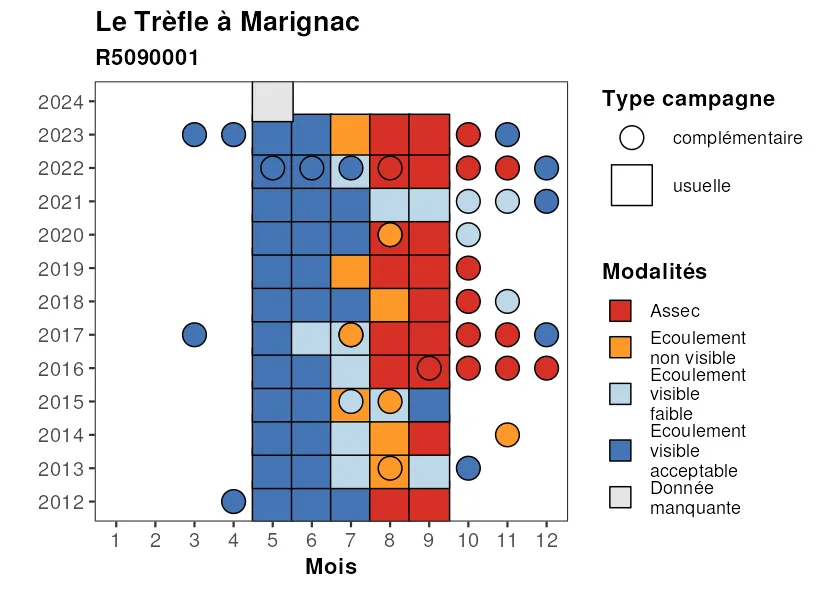 Le Trèfle à Marignac
R5090001
2024
2023
2022
2021
2020
2019
2018
2017
2016
2015
2014
2013
2012
1 2 3 4 5 6 7 8 9 10 11 12
Mois
Type campagne
complémentaire
usuelle
Modalités
Assec
Ecoulement
non visible
Ecoulement
visible
faible
Ecoulement
visible
acceptable
Donnée
manquante